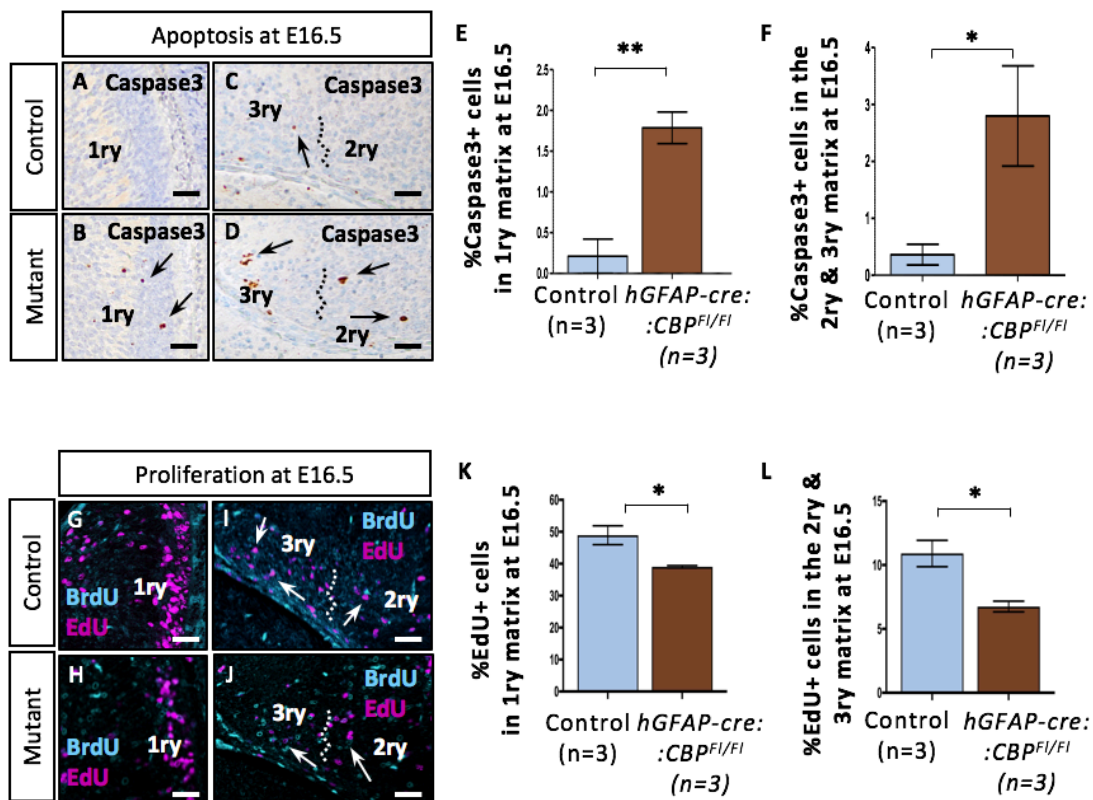 Apoptosis at E16.5
Control
Mutant
A Caspase3
1ry
C Caspase3
3ry
2ry
B Caspase3
1ry
D Caspase3
3ry
2ry
E
%Caspase3+ cells
in 1ry matrix at E16.5
2.5
2.0
1.5
1.0
0.5
0.0
**
Control hGFAP-cre:
(n=3) :CBPFl/Fl
(n=3)
F
%Caspase3+ cells in the
2ry & 3ry matrix at E16.5
4
3
2
1
0
*
Control hGFAP-cre:
(n=3) :CBPFl/Fl
(n=3)
Proliferation at E16.5
Control
Mutant
G
1ry
BrdU
EdU
I
BrdU
3ry
EdU
2ry
H
BrdU 1ry
EdU
J
BrdU
3ry
EdU
2ry
K
%EdU+ cells
in 1ry matrix at E16.5
60
50
40
30
20
10
0
*
Control hGFAP-cre:
(n=3) :CBPFl/Fl
(n=3)
L
%EdU+ cells in the 2ry &
3ry matrix at E16.5
15
10
5
0
*
Control hGFAP-cre:
(n=3) :CBPFl/Fl
(n=3)